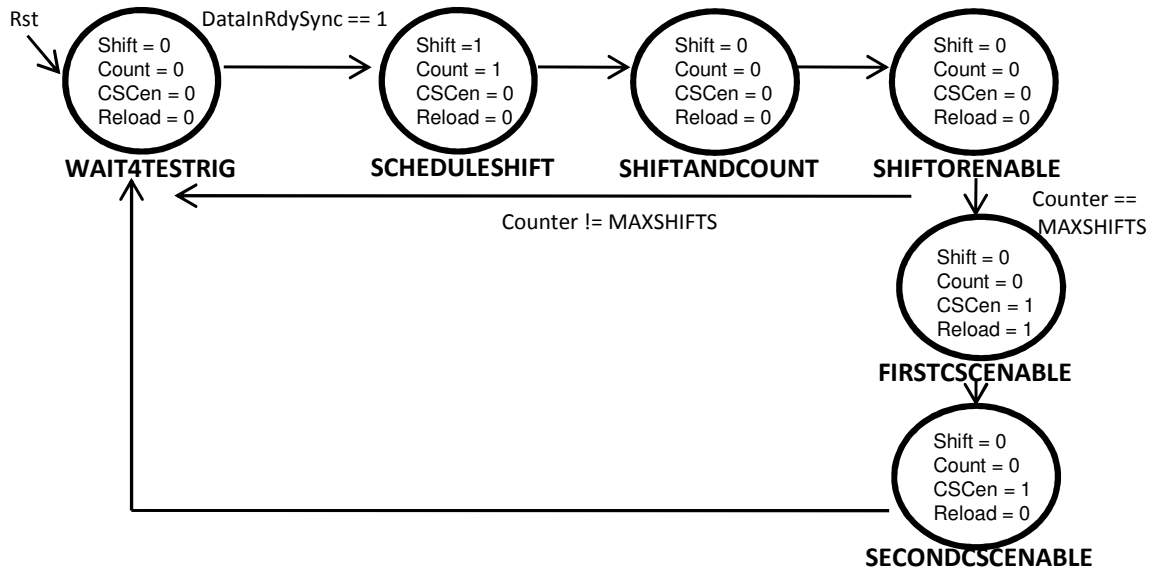 Rst
DataInRdySync == 1
Shift = 0
Count = 0
CSCen = 0
Reload = 0
WAIT4TESTRIG
Shift =1
Count = 1
CSCen = 0
Reload = 0
SCHEDULESHIFT
Shift = 0
Count = 0
CSCen = 0
Reload = 0
SHIFTANDCOUNT
Shift = 0
Count = 0
CSCen = 0
Reload = 0
SHIFTORENABLE
Counter != MAXSHIFTS
Counter ==
MAXSHIFTS
Shift = 0
Count = 0
CSCen = 1
Reload = 1
FIRSTCSCENABLE
Shift = 0
Count = 0
CSCen = 1
Reload = 0
SECONDCSCENABLE